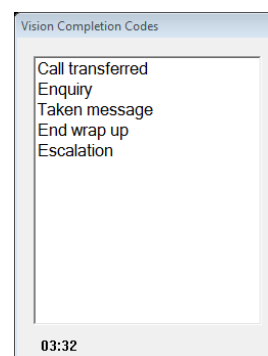 Vision Completion Codes
Call transferred
Enquiry
Taken message
End wrap up
Escalation
03:32